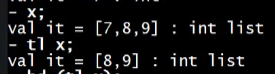 - x;
val it = [7,8,9] : int list
- tl x;
val it = [8,9] : int list